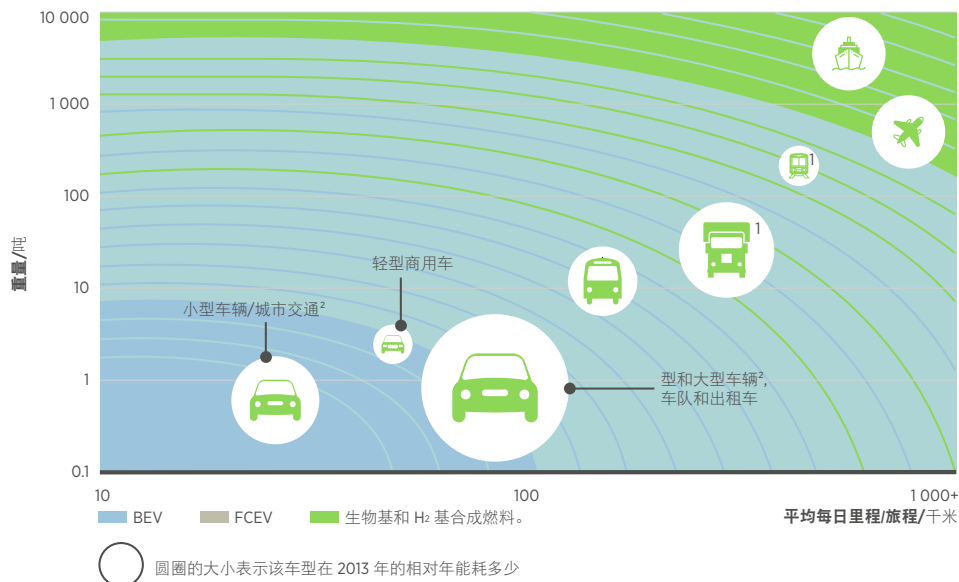 10 000
1 000
100
10
1
0.1
重量/吨
1
1
轻型商用车
小型车辆/城市交通²
型和大型车辆²,
车队和出租车
10
100
1 000+
BEV
FCEV
生物基和 H₂ 基合成燃料。
平均每日里程/旅程/千米
圆圈的大小表示该车型在 2013 年的相对年能耗多少